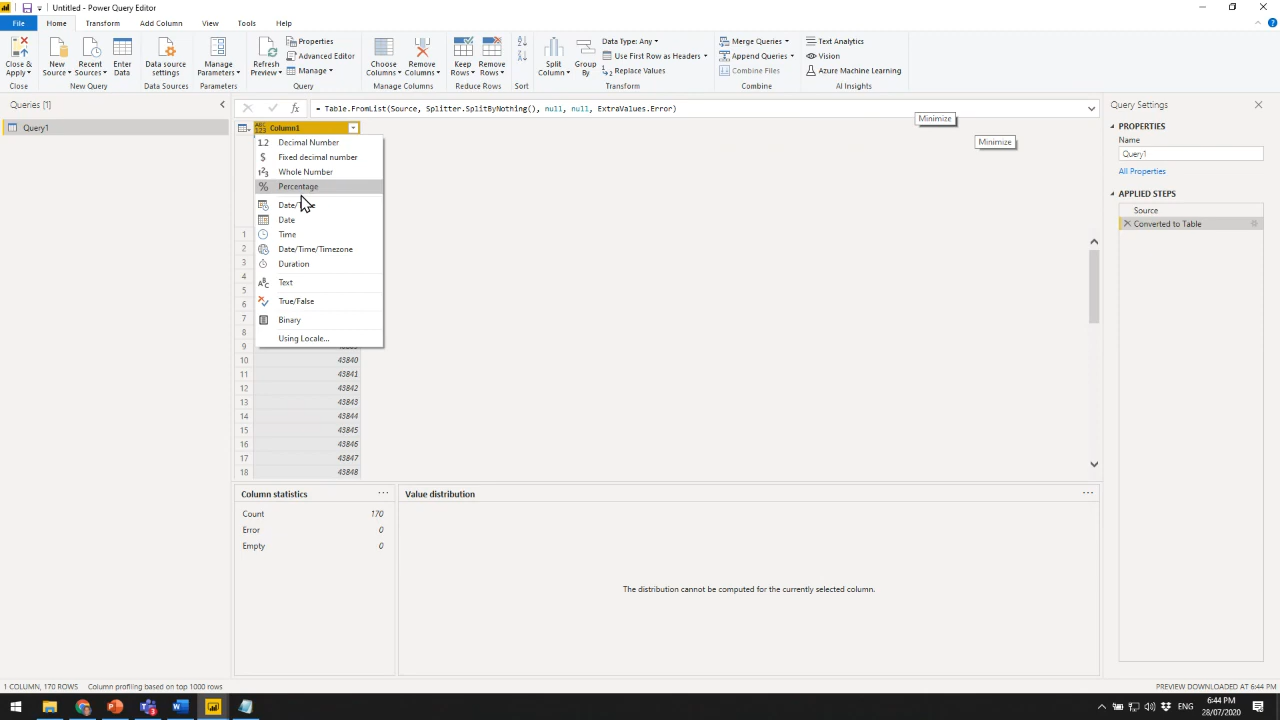 Untitled - Power Query Editor
File Home Transform Add Column View Tools Help
Close & Apply
New Source
Recent Sources
Enter Data
Data source settings
Manage Parameters
Refresh Preview
Properties
Advanced Editor
Manage
Choose Columns
Remove Columns
Keep Rows
Remove Rows
Split Column
Group By
Data Type: Any
Use First Row as Headers
Replace Values
Merge Queries
Append Queries
Combine Files
Text Analytics
Vision
Azure Machine Learning
Close New Query Data Sources Parameters Query Manage Columns Reduce Rows Sort Transform Combine AI Insights
Queries [1]
Query1
= Table.FromList(Source, Splitter.SplitByNothing(), null, null, ExtraValues.Error)
Minimize
Minimize
ABC 123 Column1
1.2 Decimal Number
$ Fixed decimal number
123 Whole Number
% Percentage
Date/
Date
Time
Date/Time/Timezone
Duration
ABC Text
True/False
Binary
Using Locale...
1
2
3
4
5
6
7
8
9
10 43840
11 43841
12 43842
13 43843
14 43844
15 43845
16 43846
17 43847
18 43848
Query Settings
PROPERTIES
Name
Query1
All Properties
APPLIED STEPS
Source
Converted to Table
Column statistics ...
Count 170
Error 0
Empty 0
Value distribution ...
The distribution cannot be computed for the currently selected column.
1 COLUMN, 170 ROWS Column profiling based on top 1000 rows
PREVIEW DOWNLOADED AT 6:44 PM
ENG
6:44 PM
28/07/2020